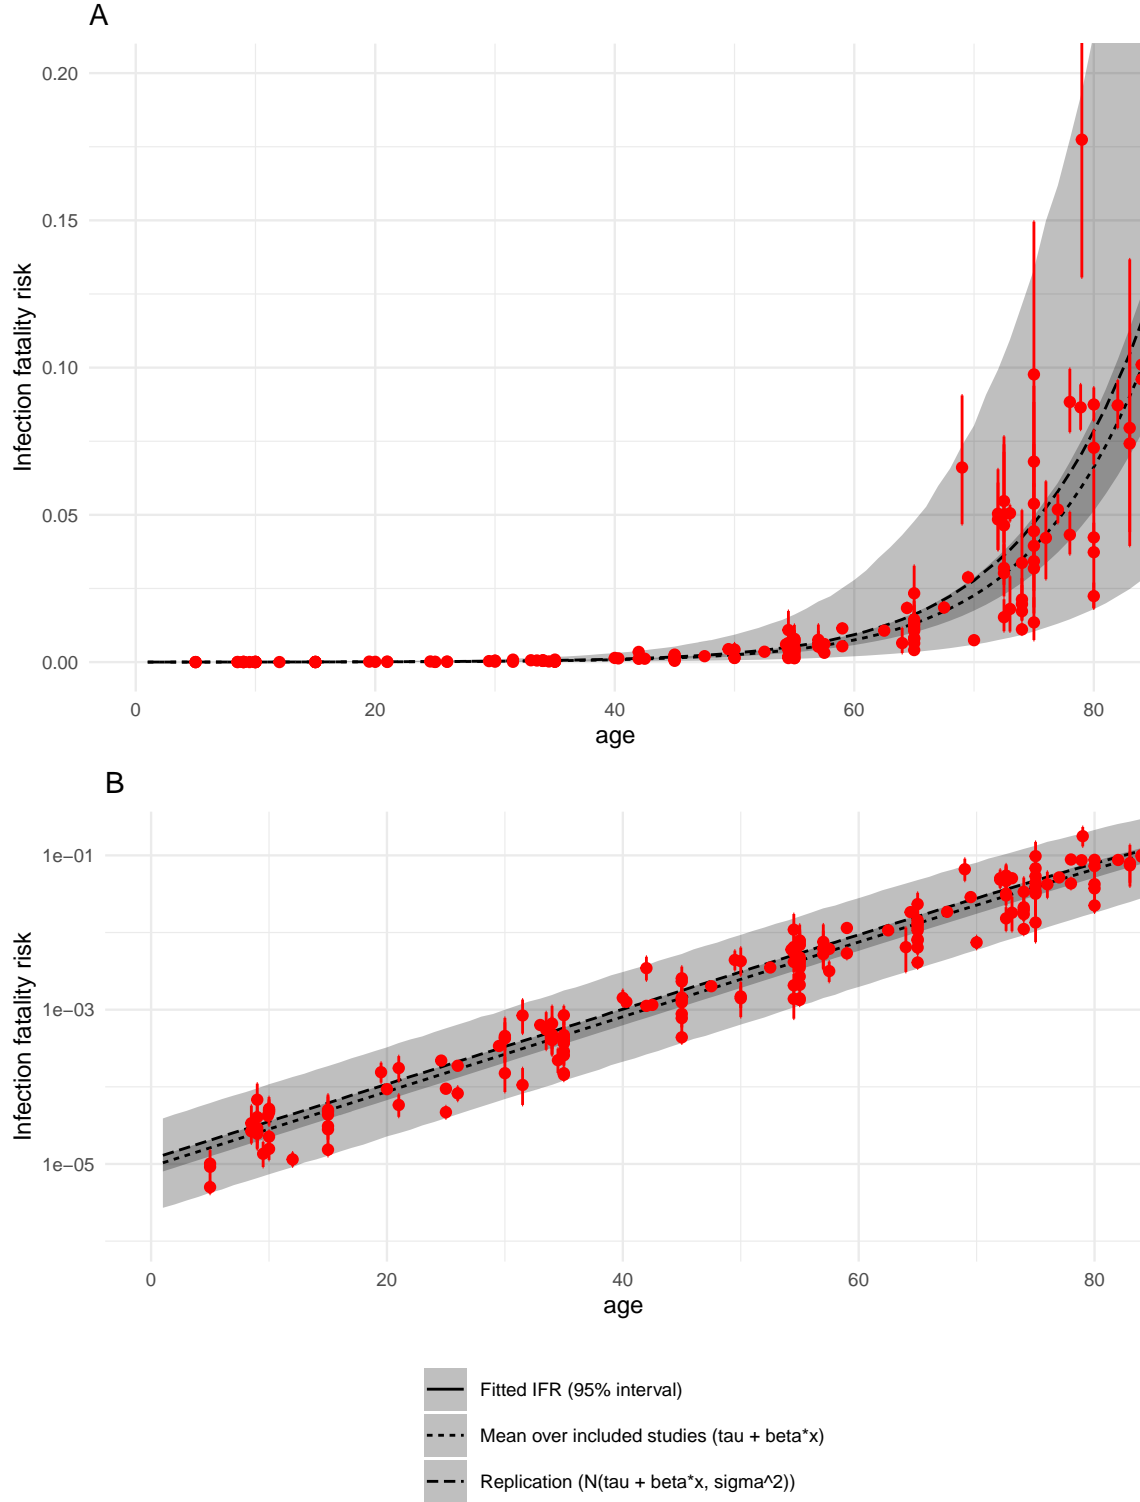 A
0.20
0.15
0.10
0.05
0.00
Infection fatality risk
0 20 40 60 80
age
B
1e−01
1e−03
1e−05
Infection fatality risk
0 20 40 60 80
age
Fitted IFR (95% interval)
Mean over included studies (tau + beta*x)
Replication (N(tau + beta*x, sigma^2))